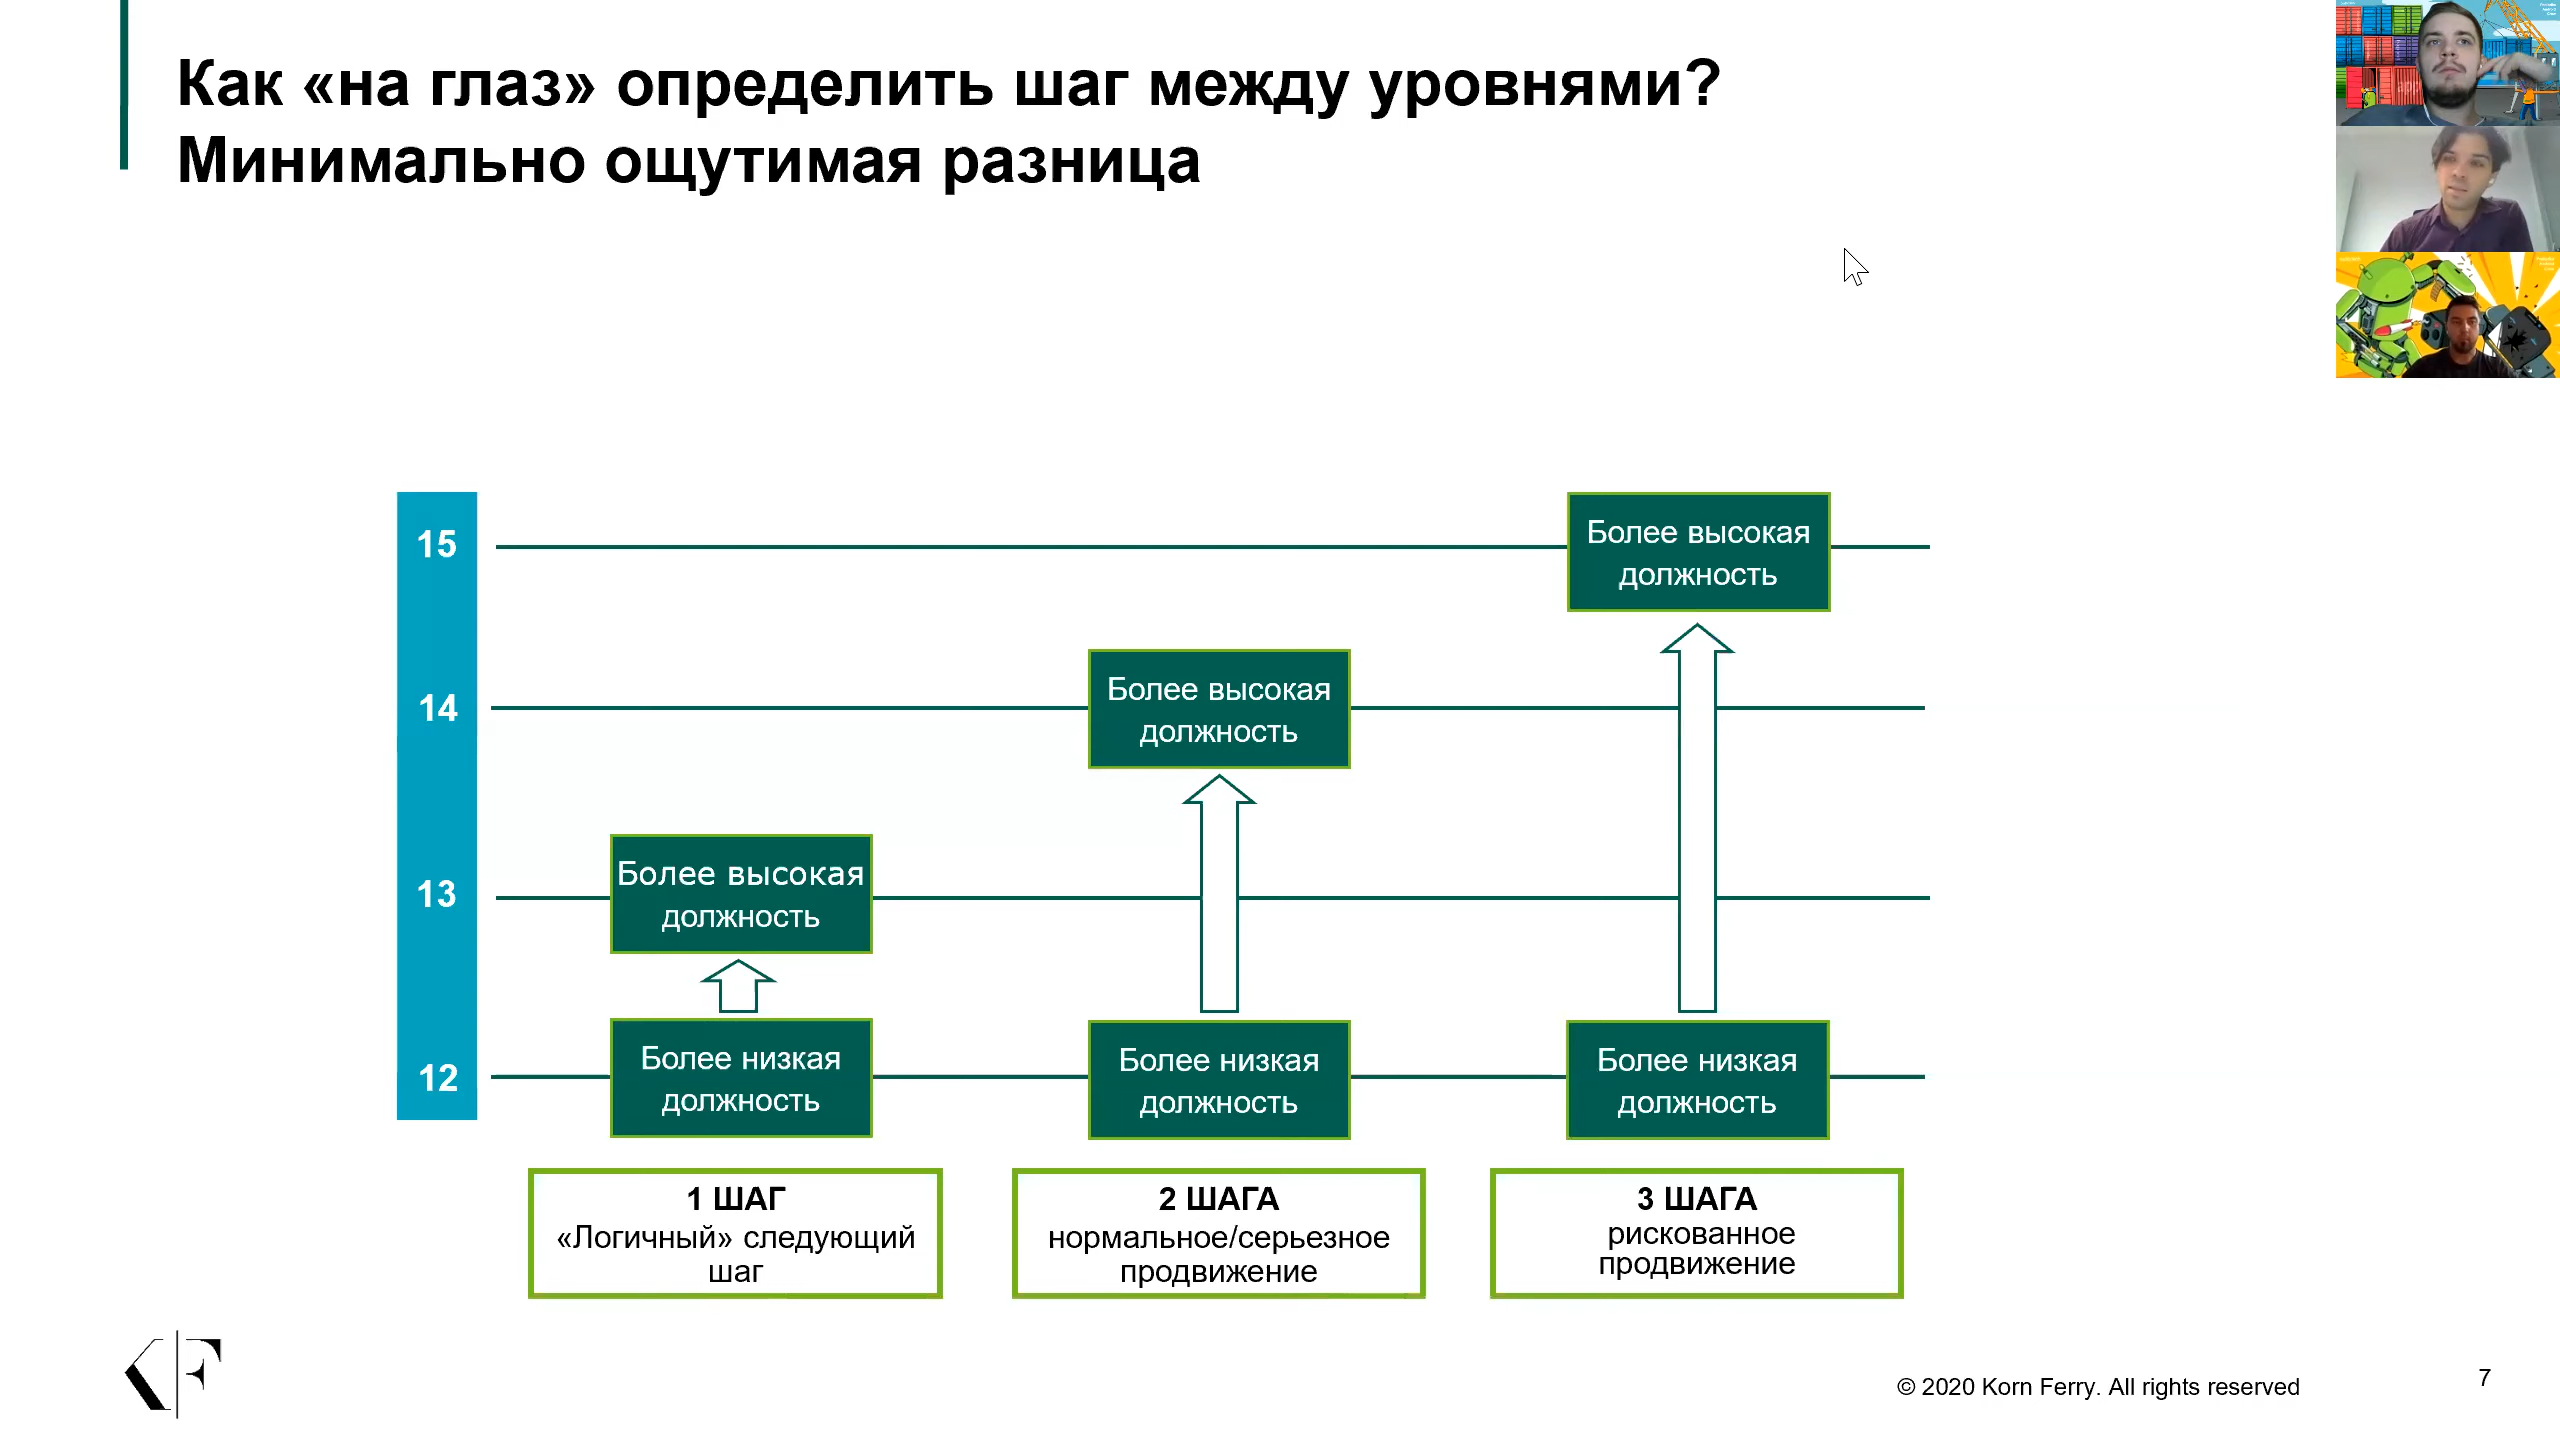 Как «на глаз» определить шаг между уровнями?
Минимально ощутимая разница
15
Более высокая
должность
14
Более высокая
должность
13
Более высокая
должность
12
Более низкая
должность
Более низкая
должность
Более низкая
должность
1 ШАГ
«Логичный» следующий
шаг
2 ШАГА
нормальное/серьезное
продвижение
3 ШАГА
рискованное
продвижение
KF
© 2020 Korn Ferry. All rights reserved
7